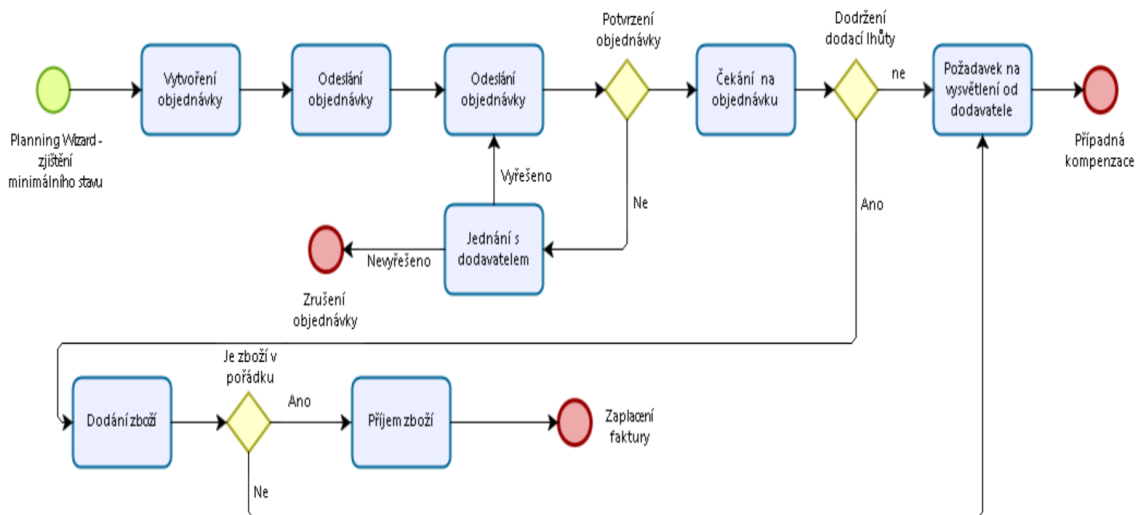 Potvrzení
objednávky
Dodržení
dodací lhůty
Vytvoření
objednávky
Odeslání
objednávky
Odeslání
objednávky
Čekání na
objednávku
ne
Požadavek na
vysvětlení od
dodavatele
Planning Wizard -
zjištění
minimálního stavu
Případná
kompenzace
Vyřešeno
Ne
Ano
Jednání s
dodavatelem
Nevyřešeno
Zrušení
objednávky
Je zboží v
pořádku
Dodání zboží
Ano
Příjem zboží
Zaplacení
faktury
Ne